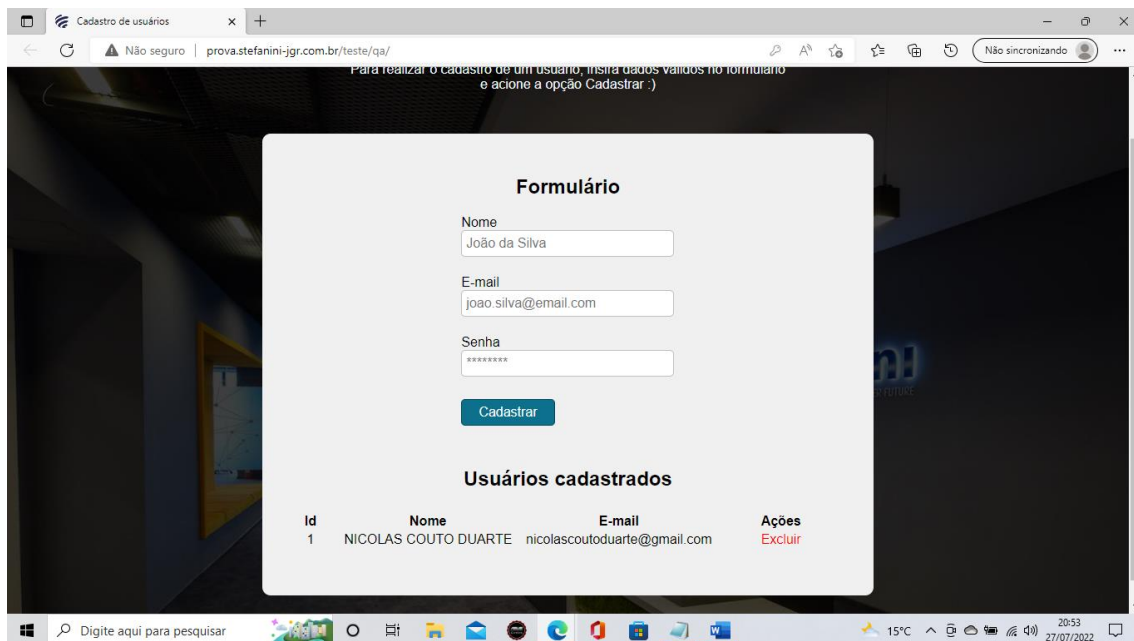 Cadastro de usuários
Não seguro | prova.stefanini-jgr.com.br/teste/qa/
Não sincronizando
Para realizar o cadastro de um usuário, insira dados válidos no formulário
e acione a opção Cadastrar :)
Formulário
Nome
João da Silva
E-mail
joao.silva@email.com
Senha
********
Cadastrar
Usuários cadastrados
Id Nome E-mail Ações
1 NICOLAS COUTO DUARTE nicolascoutoduarte@gmail.com Excluir
Digite aqui para pesquisar
15°C
20:53
27/07/2022